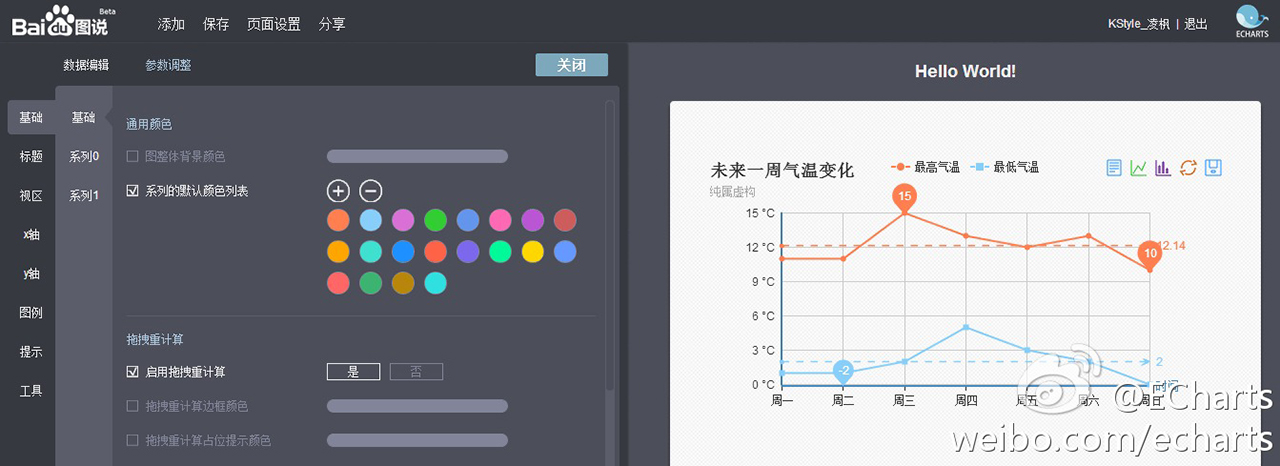 Bai du 图说 Beta
添加 保存 页面设置 分享
KStyle_凌枫 | 退出
ECHARTS
数据编辑 参数调整 关闭
基础
标题
视区
x轴
y轴
图例
提示
工具
基础
系列0
系列1
通用颜色
图整体背景颜色
系列的默认颜色列表
拖拽重计算
启用拖拽重计算 是 否
拖拽重计算边框颜色
拖拽重计算占位提示颜色
Hello World!
未来一周气温变化
纯属虚构
最高气温 最低气温
15 °C
12 °C
9 °C
6 °C
3 °C
0 °C
15
12.14
10
-2
2
周一 周二 周三 周四 周五 周六 周日
@ECharts
weibo.com/echarts